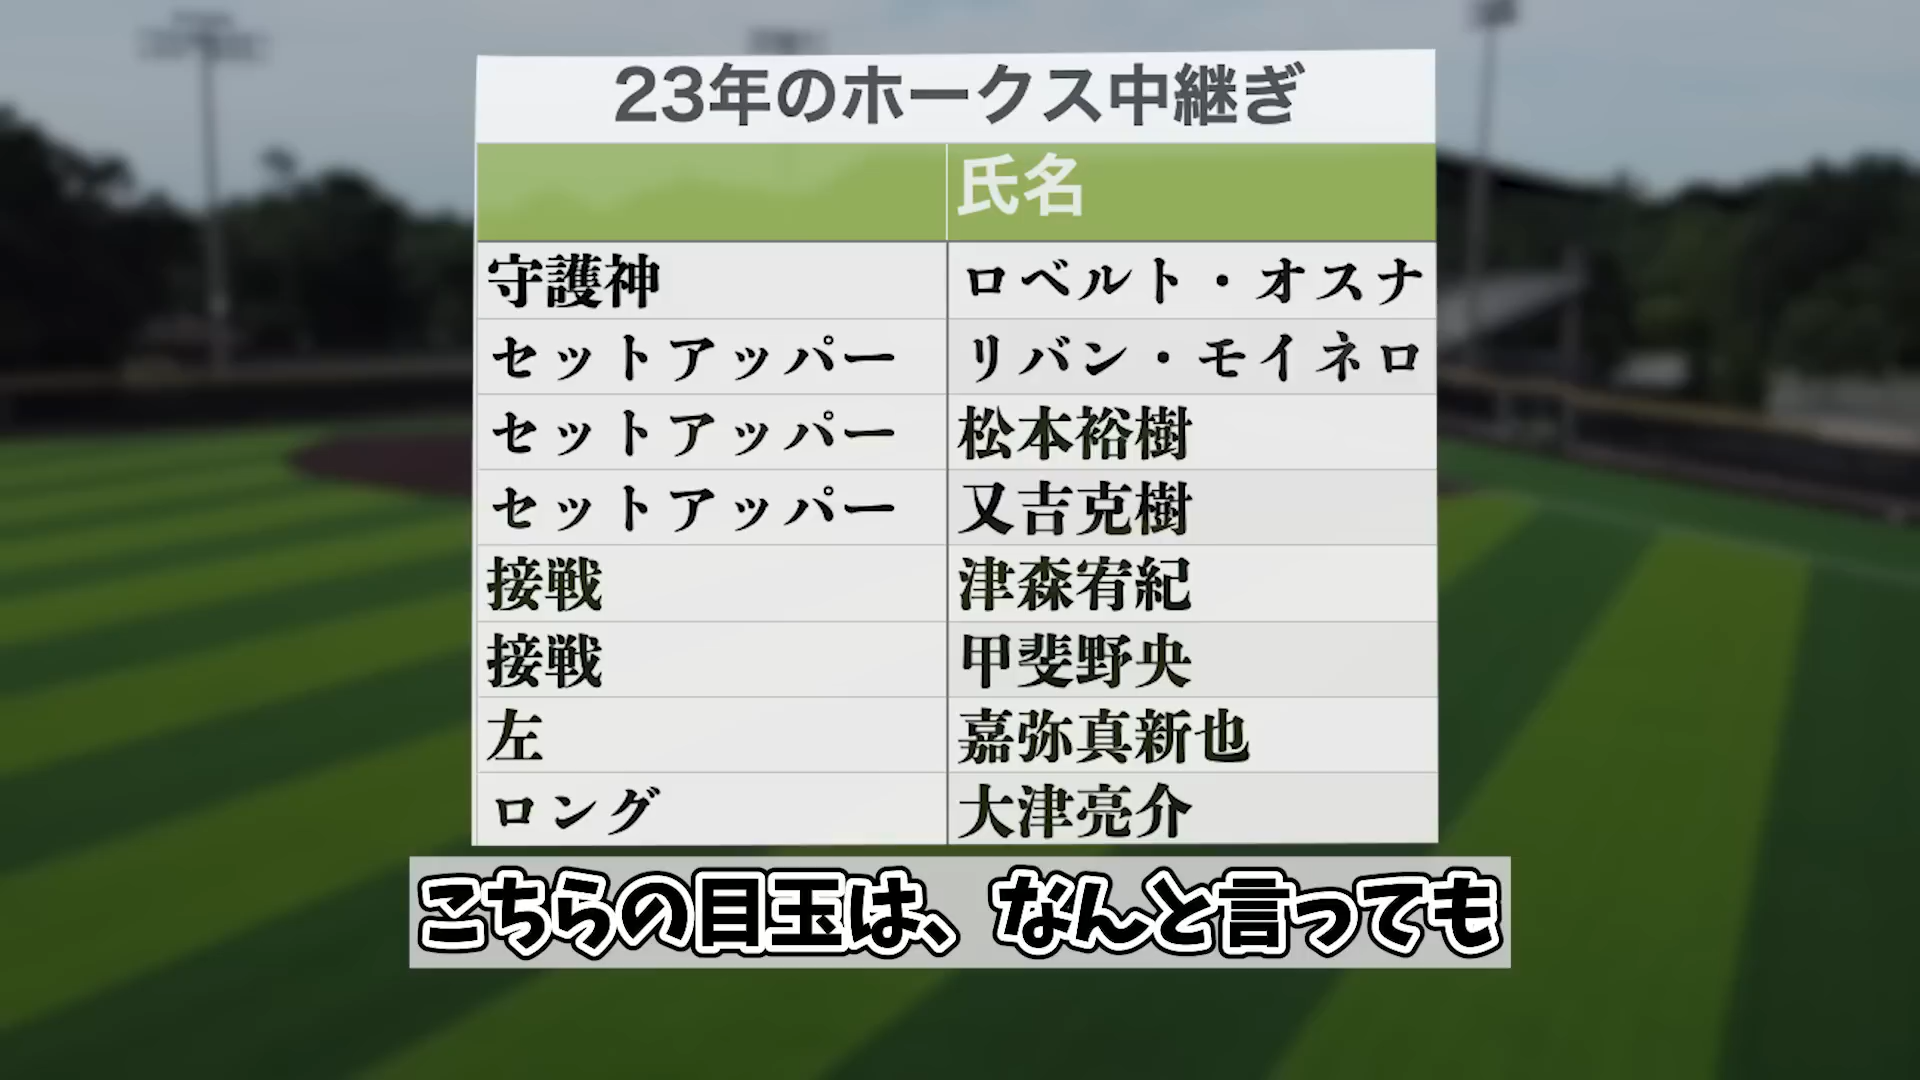 23年のホークス中継ぎ
氏名
守護神 ロベルト・オスナ
セットアッパー リバン・モイネロ
セットアッパー 松本裕樹
セットアッパー 又吉克樹
接戦 津森宥紀
接戦 甲斐野央
左 嘉弥真新也
ロング 大津亮介
こちらの目玉は、なんと言っても